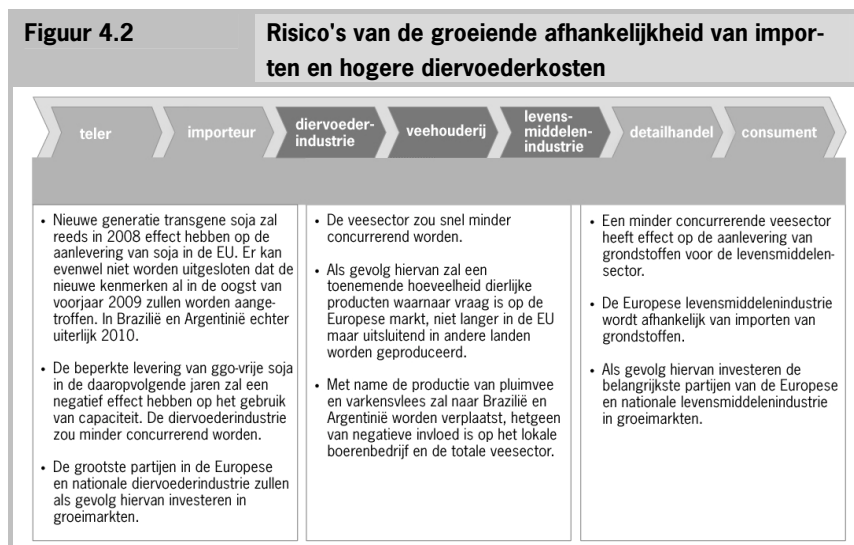 Figuur 4.2
Risico's van de groeiende afhankelijkheid van impor-
ten en hogere diervoederkosten
teler
importeur
diervoeder-
industrie
veehouderij
levens-
middelen-
industrie
detailhandel
consument
• Nieuwe generatie transgene soja zal
reeds in 2008 effect hebben op de
aanlevering van soja in de EU. Er kan
evenwel niet worden uitgesloten dat de
nieuwe kenmerken al in de oogst van
voorjaar 2009 zullen worden aange-
troffen. In Brazilië en Argentinië echter
uiterlijk 2010.
• De beperkte levering van ggo-vrije soja
in de daaropvolgende jaren zal een
negatief effect hebben op het gebruik
van capaciteit. De diervoederindustrie
zou minder concurrerend worden.
• De grootste partijen in de Europese
en nationale diervoederindustrie zullen
als gevolg hiervan investeren in
groeimarkten.
• De veesector zou snel minder
concurrerend worden.
• Als gevolg hiervan zal een
toenemende hoeveelheid dierlijke
producten waarnaar vraag is op de
Europese markt, niet langer in de EU
maar uitsluitend in andere landen
worden geproduceerd.
• Met name de productie van pluimvee
en varkensvlees zal naar Brazilië en
Argentinië worden verplaatst, hetgeen
van negatieve invloed is op het lokale
boerenbedrijf en de totale veesector.
• Een minder concurrerende veesector
heeft effect op de aanlevering van
grondstoffen voor de levensmiddelen-
sector.
• De Europese levensmiddelenindustrie
wordt afhankelijk van importen van
grondstoffen.
• Als gevolg hiervan investeren de
belangrijkste partijen van de Europese
en nationale levensmiddelenindustrie
in groeimarkten.